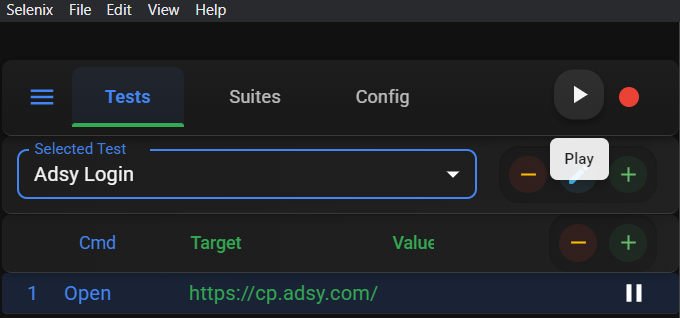 Selenix File Edit View Help
Tests Suites Config
Selected Test
Adsy Login
Play
Cmd Target Value
1 Open https://cp.adsy.com/